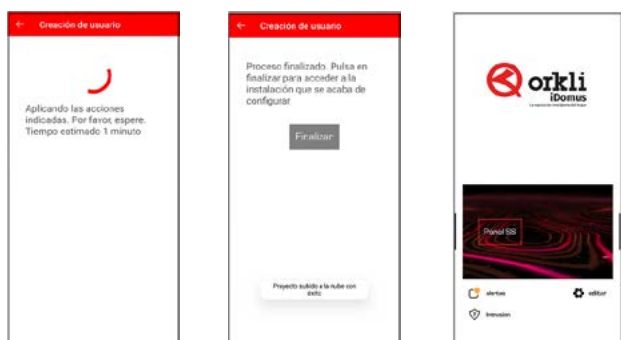 ← Creación de usuario
Aplicando las acciones
indicadas. Por favor, espere.
Tiempo estimado 1 minuto
← Creación de usuario
Proceso finalizado. Pulsa en
finalizar para acceder a la
instalación que se acaba de
configurar
Finalizar
Proyecto subido a la nube con
éxito
orkli
iDomus
Panel SS
alertas
editar
Intrusion